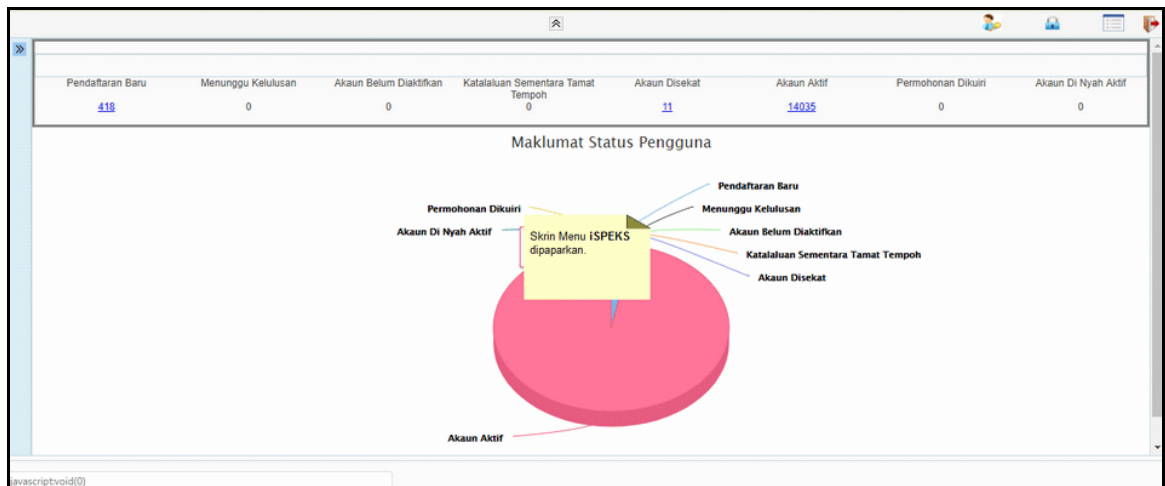 Pendaftaran Baru
Menunggu Kelulusan
Akaun Belum Diaktifkan
Katalaluan Sementara Tamat
Tempoh
Akaun Disekat
Akaun Aktif
Permohonan Dikuiri
Akaun Di Nyah Aktif
418
0
0
0
11
14035
0
0
Maklumat Status Pengguna
Pendaftaran Baru
Permohonan Dikuiri
Menunggu Kelulusan
Akaun Di Nyah Aktif
Akaun Belum Diaktifkan
Skrin Menu iSPEKS
dipaparkan.
Katalaluan Sementara Tamat Tempoh
Akaun Disekat
Akaun Aktif
avascript:void(0)